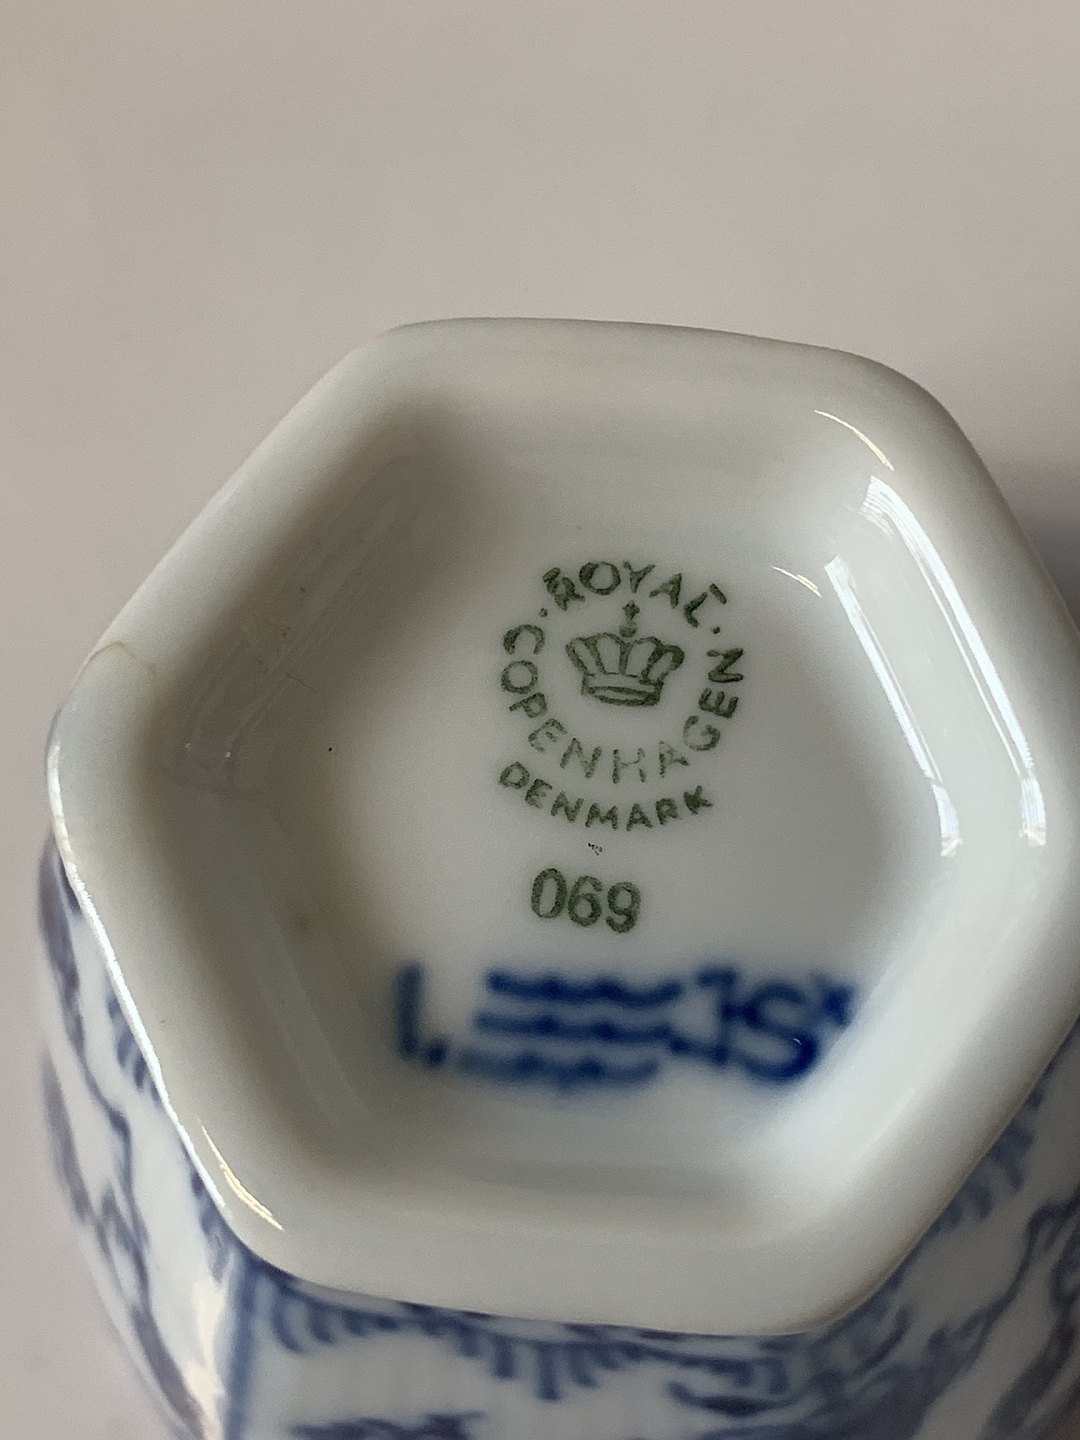 · ROYAL ·
COPENHAGEN
DENMARK
069